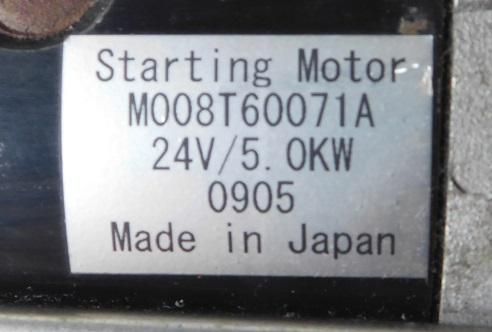 Starting Motor
M008T60071A
24V/5.0KW
0905
Made in Japan